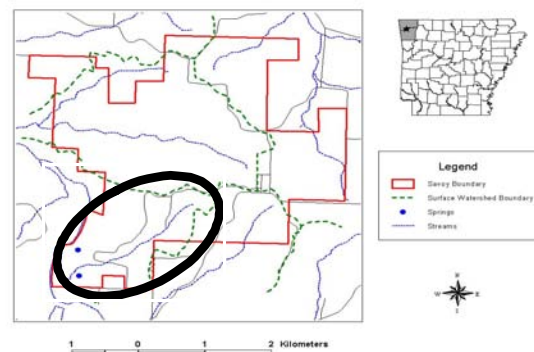 Legend
Savoy Boundary
Surface Watershed Boundary
Springs
Streams
N
W
E
1 0 1 2 Kilometers